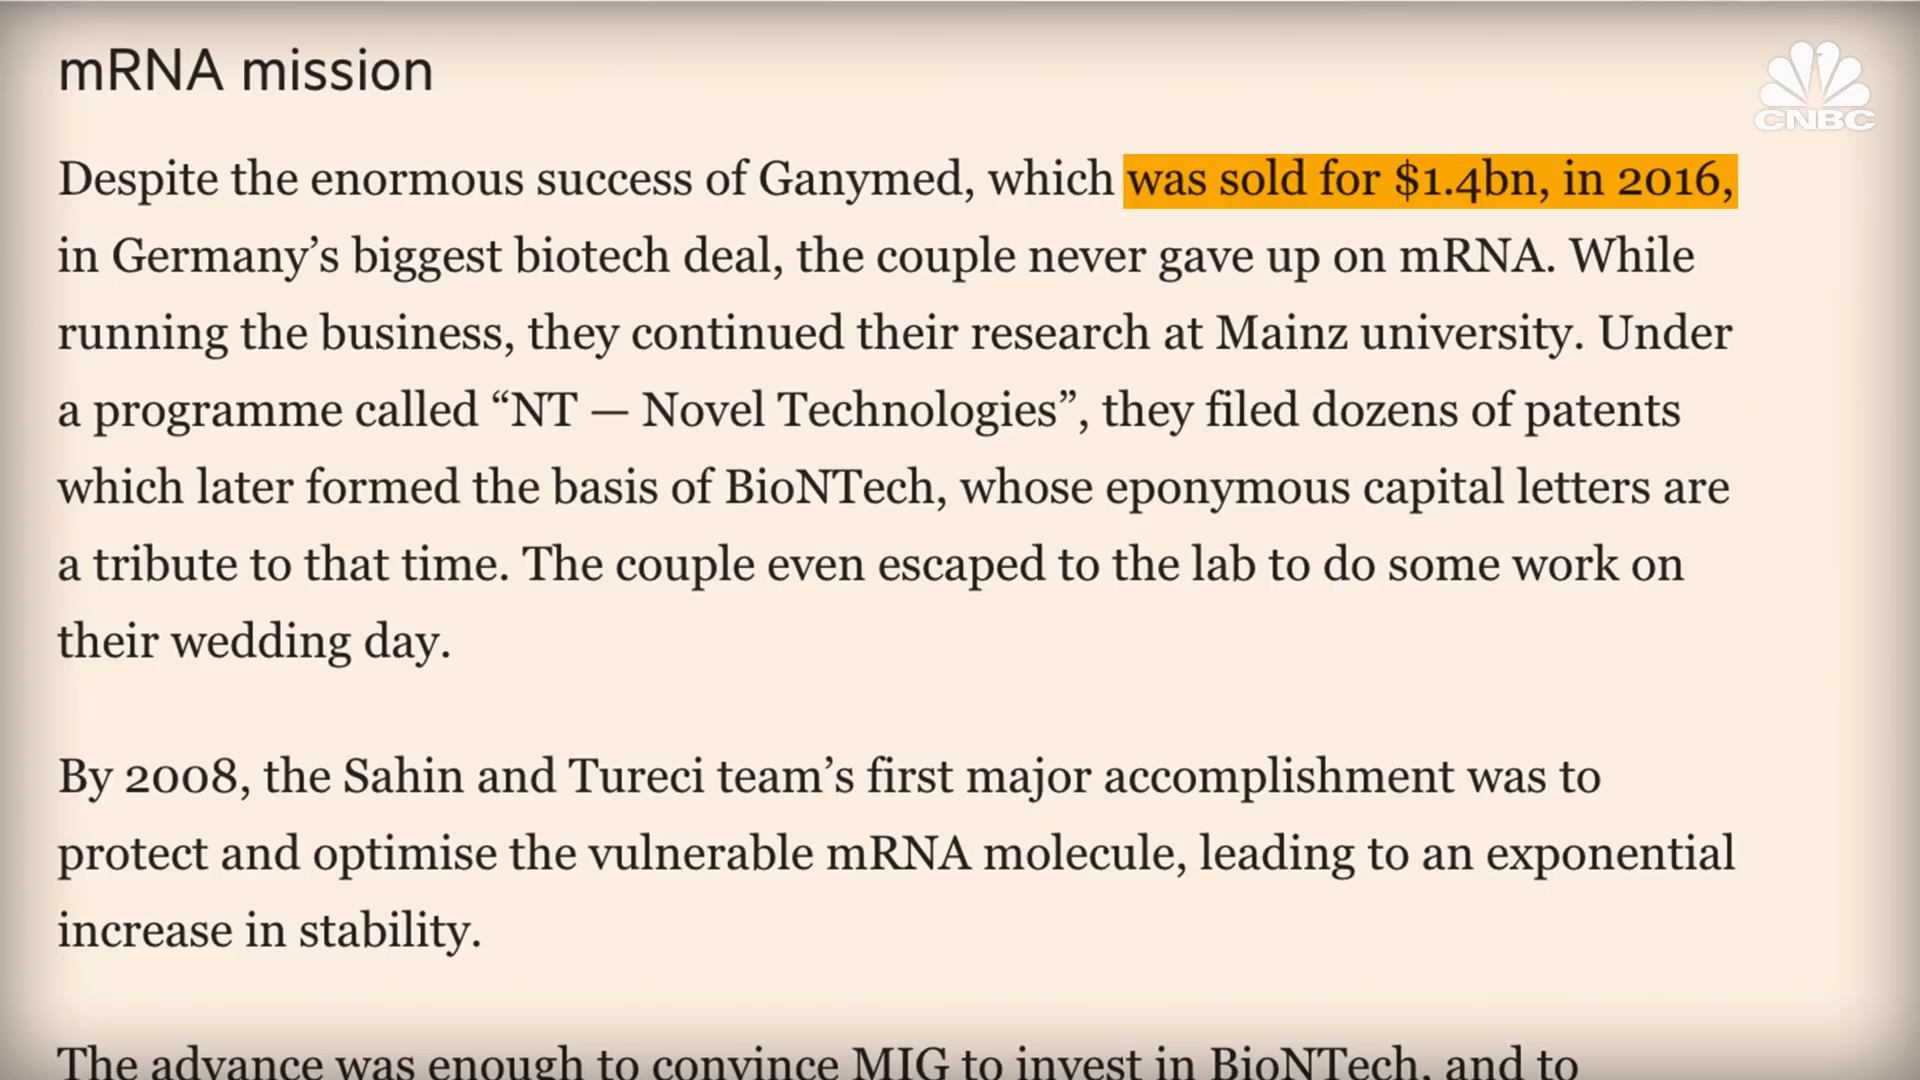 mRNA mission
CNBC
Despite the enormous success of Ganymed, which was sold for $1.4bn, in 2016,
in Germany’s biggest biotech deal, the couple never gave up on mRNA. While
running the business, they continued their research at Mainz university. Under
a programme called “NT — Novel Technologies”, they filed dozens of patents
which later formed the basis of BioNTech, whose eponymous capital letters are
a tribute to that time. The couple even escaped to the lab to do some work on
their wedding day.
By 2008, the Sahin and Tureci team’s first major accomplishment was to
protect and optimise the vulnerable mRNA molecule, leading to an exponential
increase in stability.
The advance was enough to convince MIG to invest in BioNTech, and to